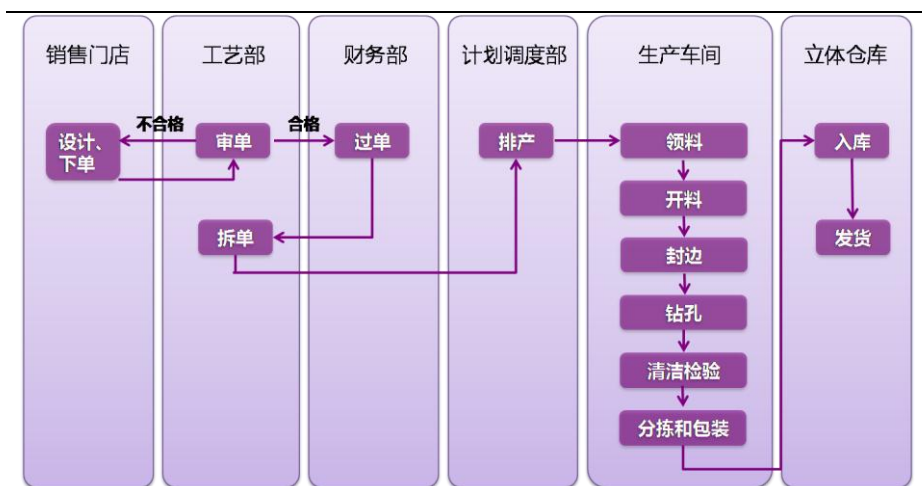 销售门店
工艺部
财务部
计划调度部
生产车间
立体仓库
设计、
下单
不合格
审单
合格
过单
排产
领料
入库
开料
拆单
封边
发货
钻孔
清洁检验
分拣和包装